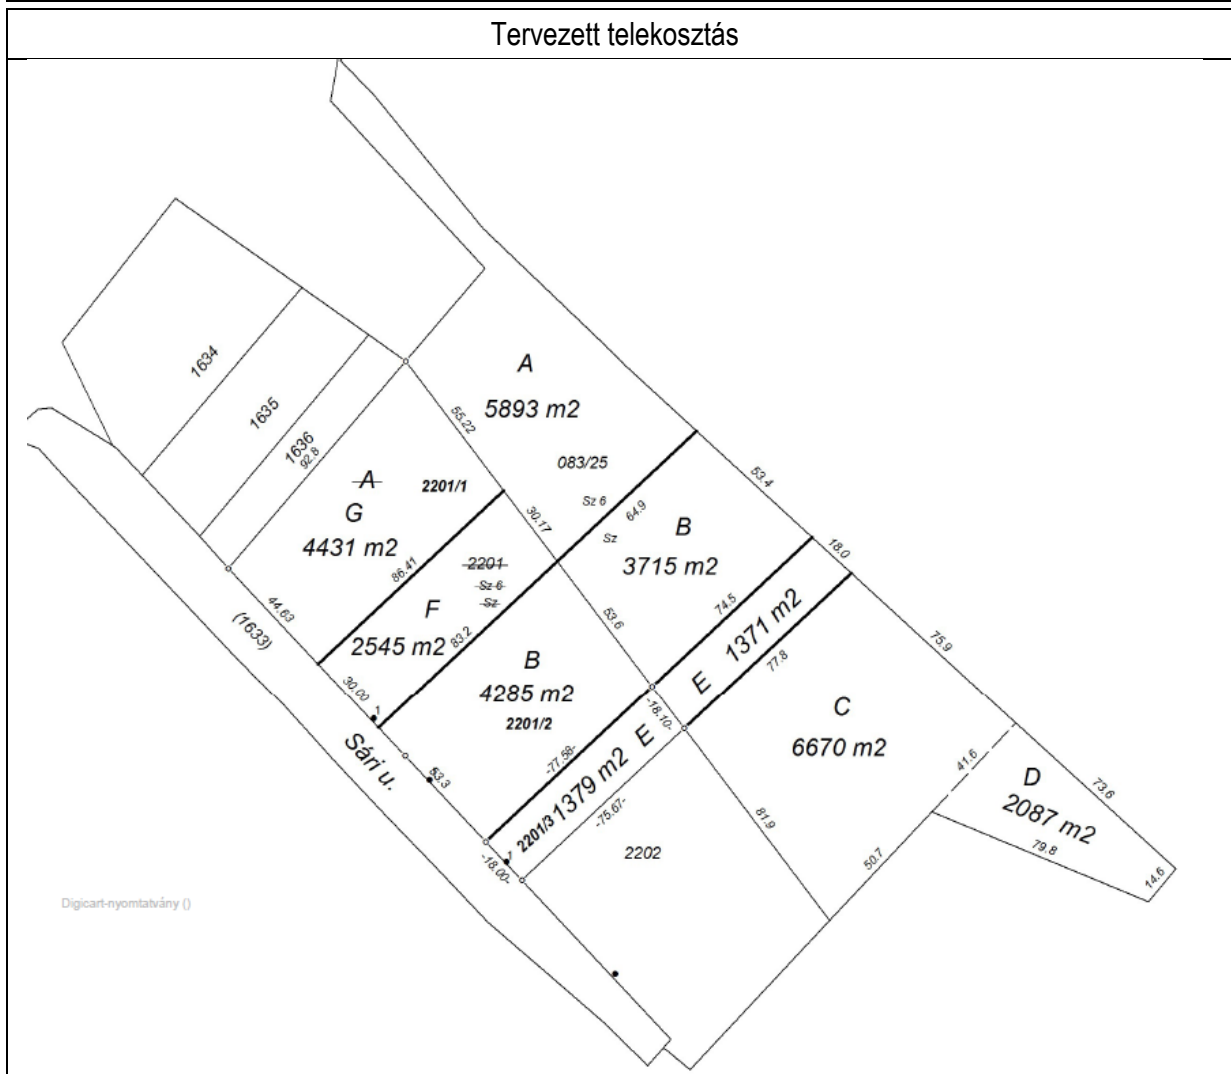 Tervezett telekosztás
1634
1635
1636
92.8
A
5893 m2
083/25
Sz 6
Sz
55.22
30.17
64.9
53.4
A
G
4431 m2
2201/1
86.41
44.63
(1633)
2201
Sz 6
Sz
F
2545 m2
83.2
30.00
1
B
3715 m2
53.6
74.5
18.0
B
4285 m2
2201/2
Sári u.
53.3
-77.58-
E 1371 m2
77.8
-18.10-
75.9
2201/3 1379 m2 E
-75.67-
-18.00-
C
6670 m2
2202
81.9
50.7
41.6
D
2087 m2
73.6
79.8
14.6
Digicart-nyomtatvány ()